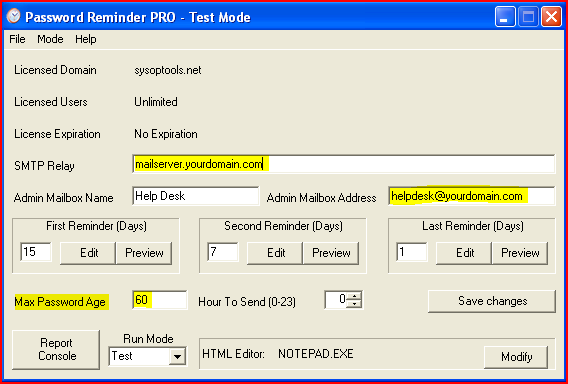 Password Reminder PRO - Test Mode
File Mode Help
Licensed Domain sysoptools.net
Licensed Users Unlimited
License Expiration No Expiration
SMTP Relay mailserver.yourdomain.com
Admin Mailbox Name Help Desk Admin Mailbox Address helpdesk@yourdomain.com
First Reminder (Days) Second Reminder (Days) Last Reminder (Days)
15 Edit Preview 7 Edit Preview 1 Edit Preview
Max Password Age 60 Hour To Send (0-23) 0 Save changes
Report Console
Run Mode
Test
HTML Editor: NOTEPAD.EXE Modify